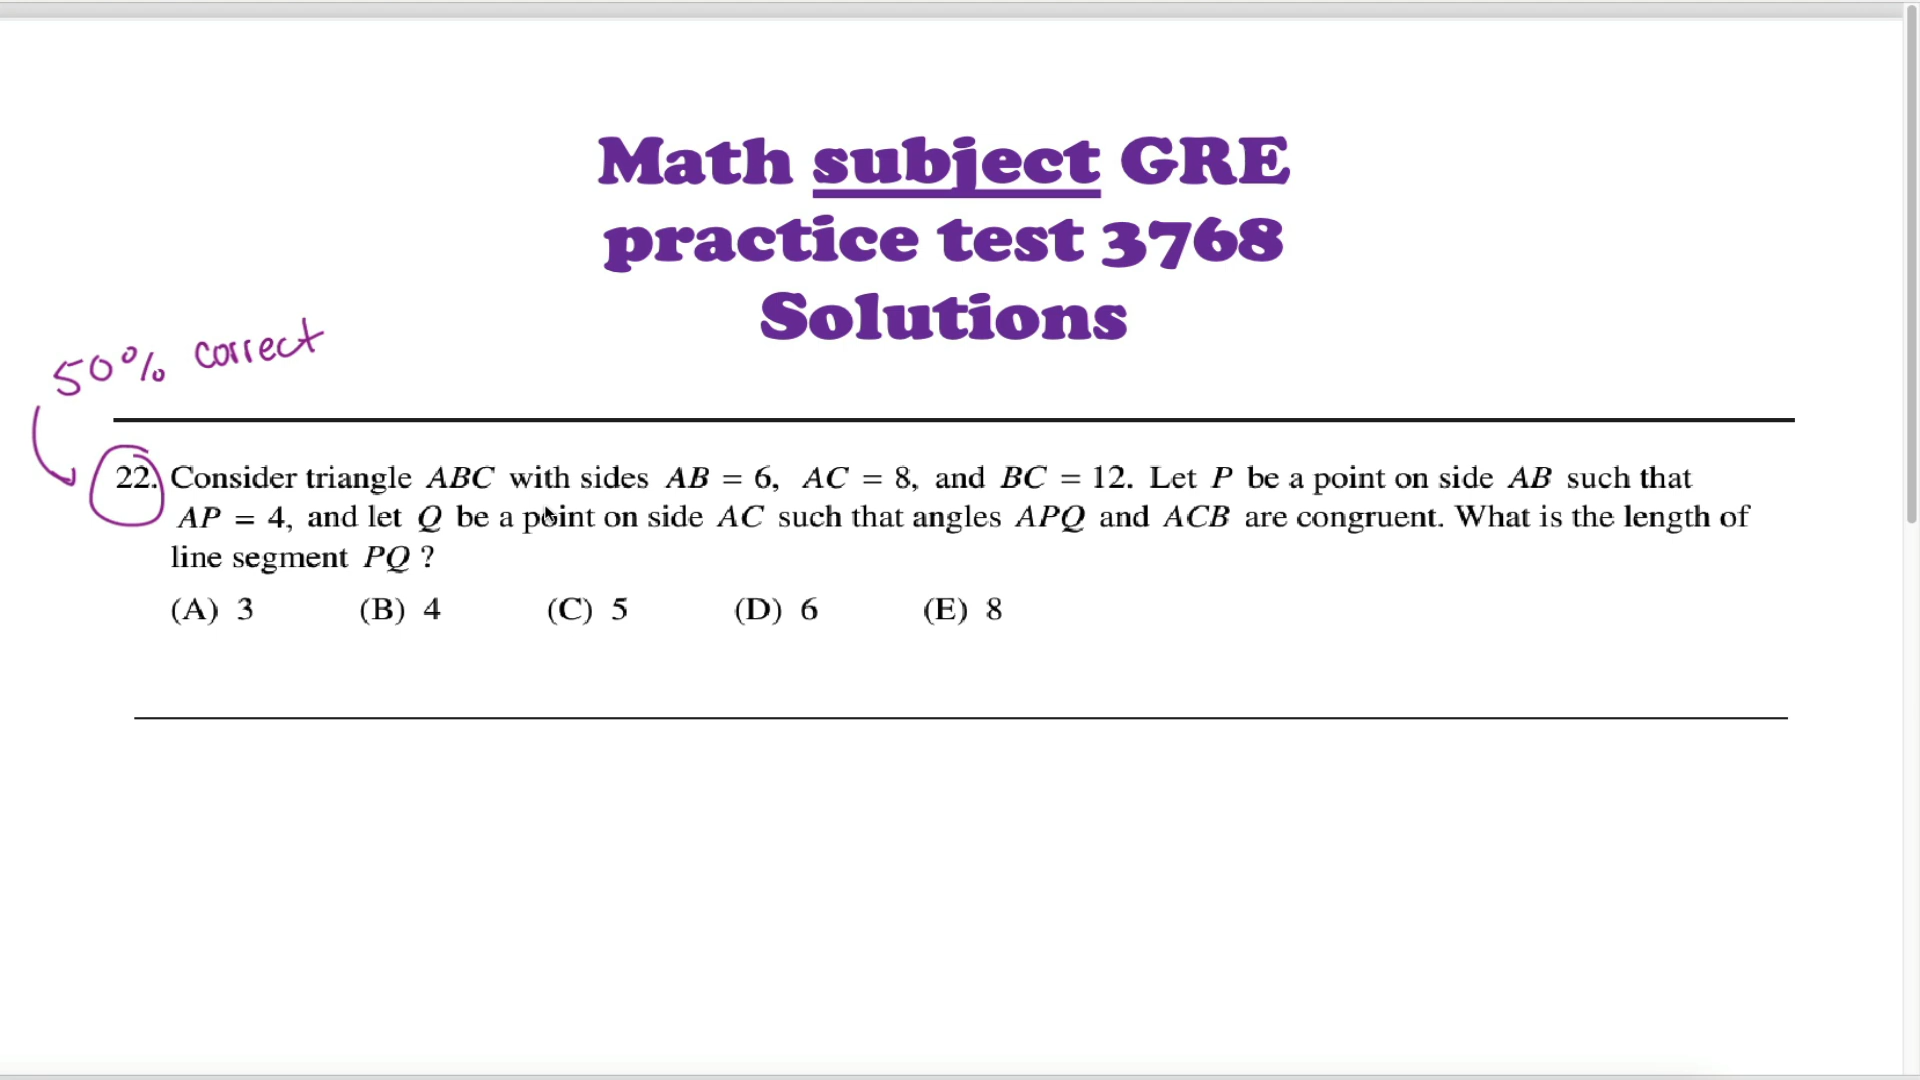 Math subject GRE
practice test 3768
Solutions
50% correct
22. Consider triangle ABC with sides AB = 6, AC = 8, and BC = 12. Let P be a point on side AB such that
AP = 4, and let Q be a point on side AC such that angles APQ and ACB are congruent. What is the length of
line segment PQ ?
(A) 3 (B) 4 (C) 5 (D) 6 (E) 8